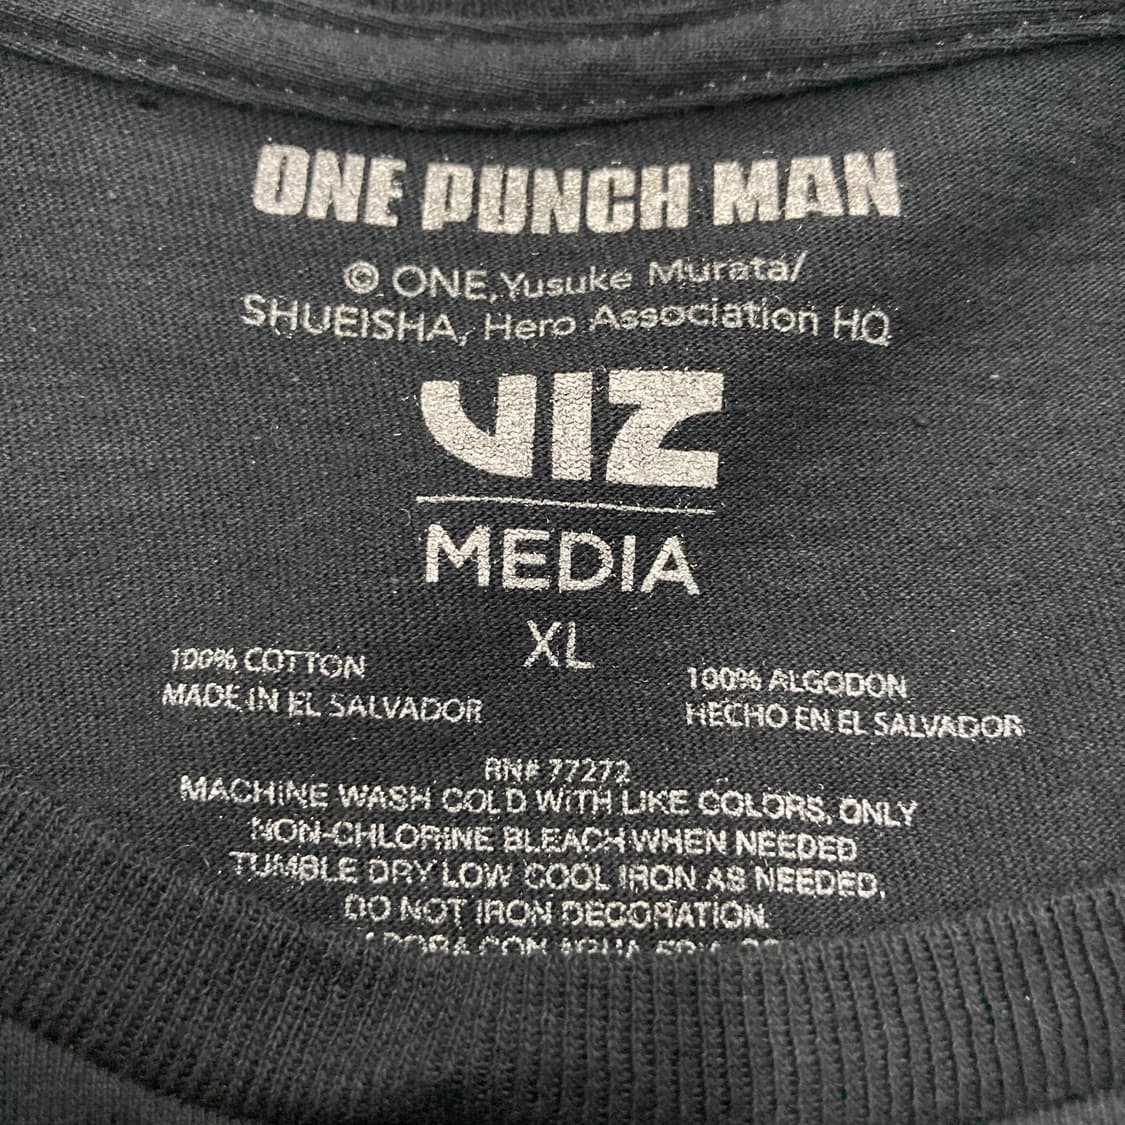 ONE PUNCH MAN
© ONE, Yusuke Murata/
SHUEISHA, Hero Association HQ
VIZ
MEDIA
XL
100% COTTON
MADE IN EL SALVADOR
100% ALGODON
HECHO EN EL SALVADOR
RN# 77272
MACHINE WASH COLD WITH LIKE COLORS, ONLY
NON-CHLORINE BLEACH WHEN NEEDED
TUMBLE DRY LOW COOL IRON AS NEEDED.
DO NOT IRON DECORATION.
CON AGUA